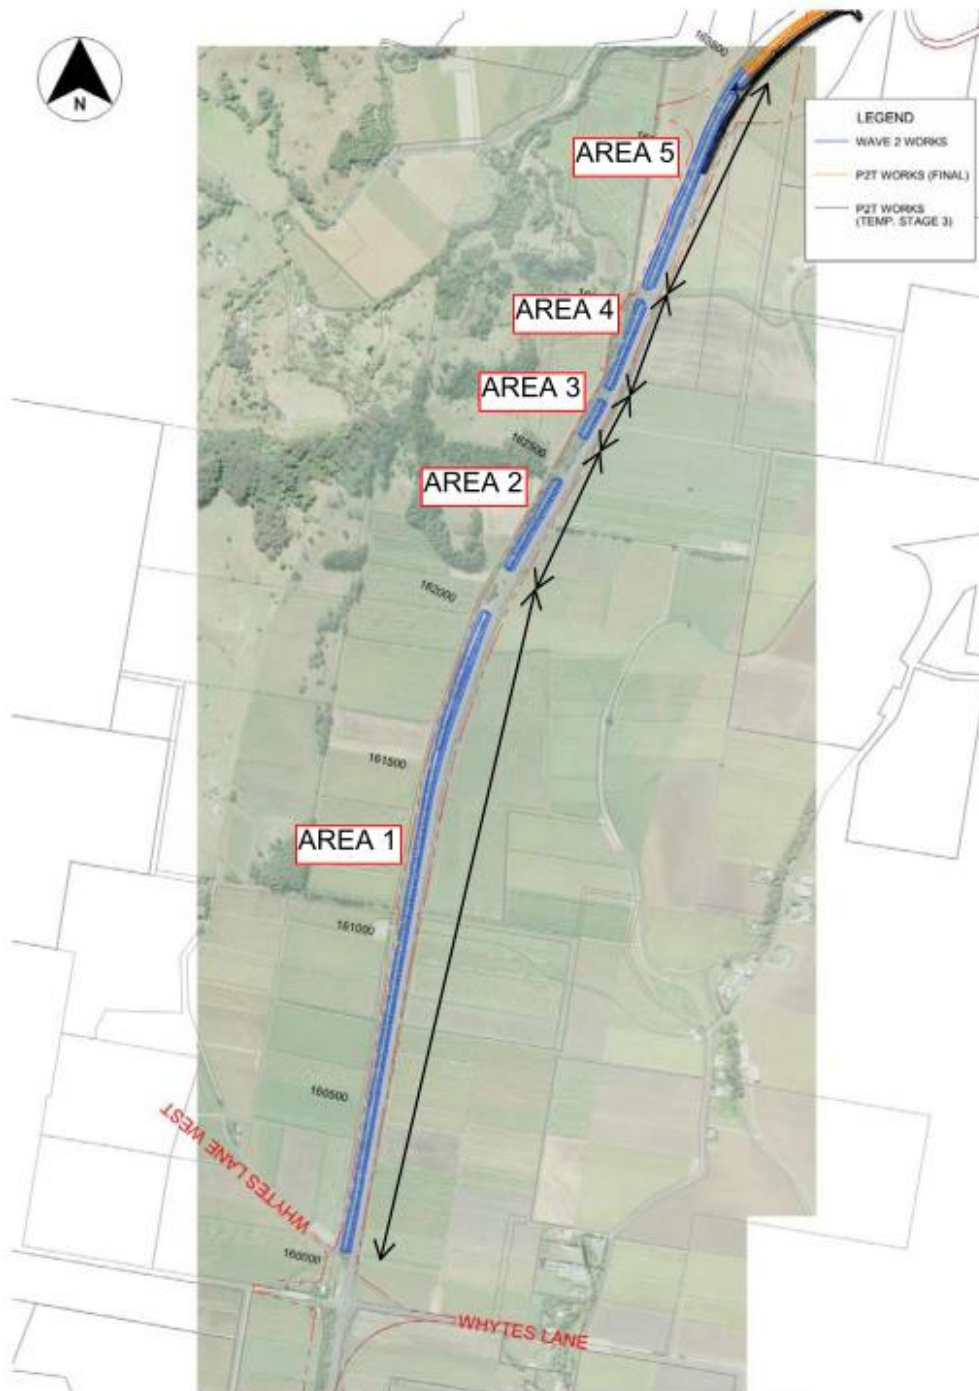 N
163500
LEGEND
WAVE 2 WORKS
P2T WORKS (FINAL)
P2T WORKS
(TEMP. STAGE 3)
AREA 5
AREA 4
AREA 3
162500
AREA 2
162000
161500
AREA 1
161000
160500
WHYTES LANE WEST
160000
WHYTES LANE